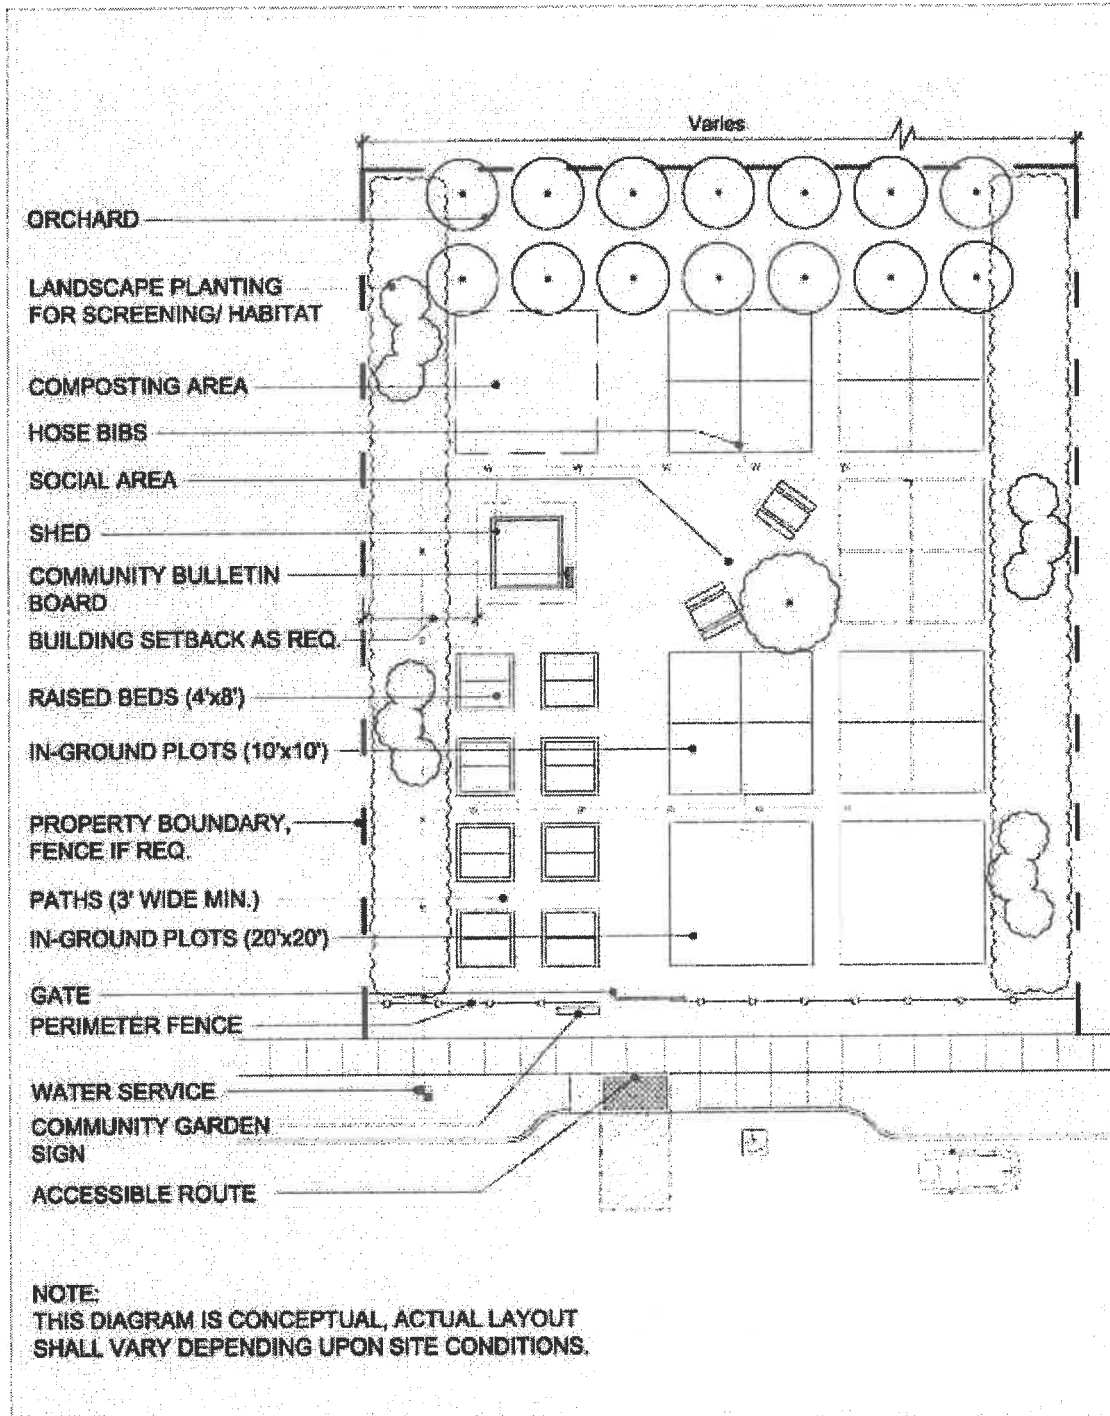 Varies
ORCHARD
LANDSCAPE PLANTING
FOR SCREENING/ HABITAT
COMPOSTING AREA
HOSE BIBS
SOCIAL AREA
SHED
COMMUNITY BULLETIN
BOARD
BUILDING SETBACK AS REQ.
RAISED BEDS (4'x8')
IN-GROUND PLOTS (10'x10')
PROPERTY BOUNDARY,
FENCE IF REQ.
PATHS (3' WIDE MIN.)
IN-GROUND PLOTS (20'x20')
GATE
PERIMETER FENCE
WATER SERVICE
COMMUNITY GARDEN
SIGN
ACCESSIBLE ROUTE
NOTE:
THIS DIAGRAM IS CONCEPTUAL, ACTUAL LAYOUT
SHALL VARY DEPENDING UPON SITE CONDITIONS.